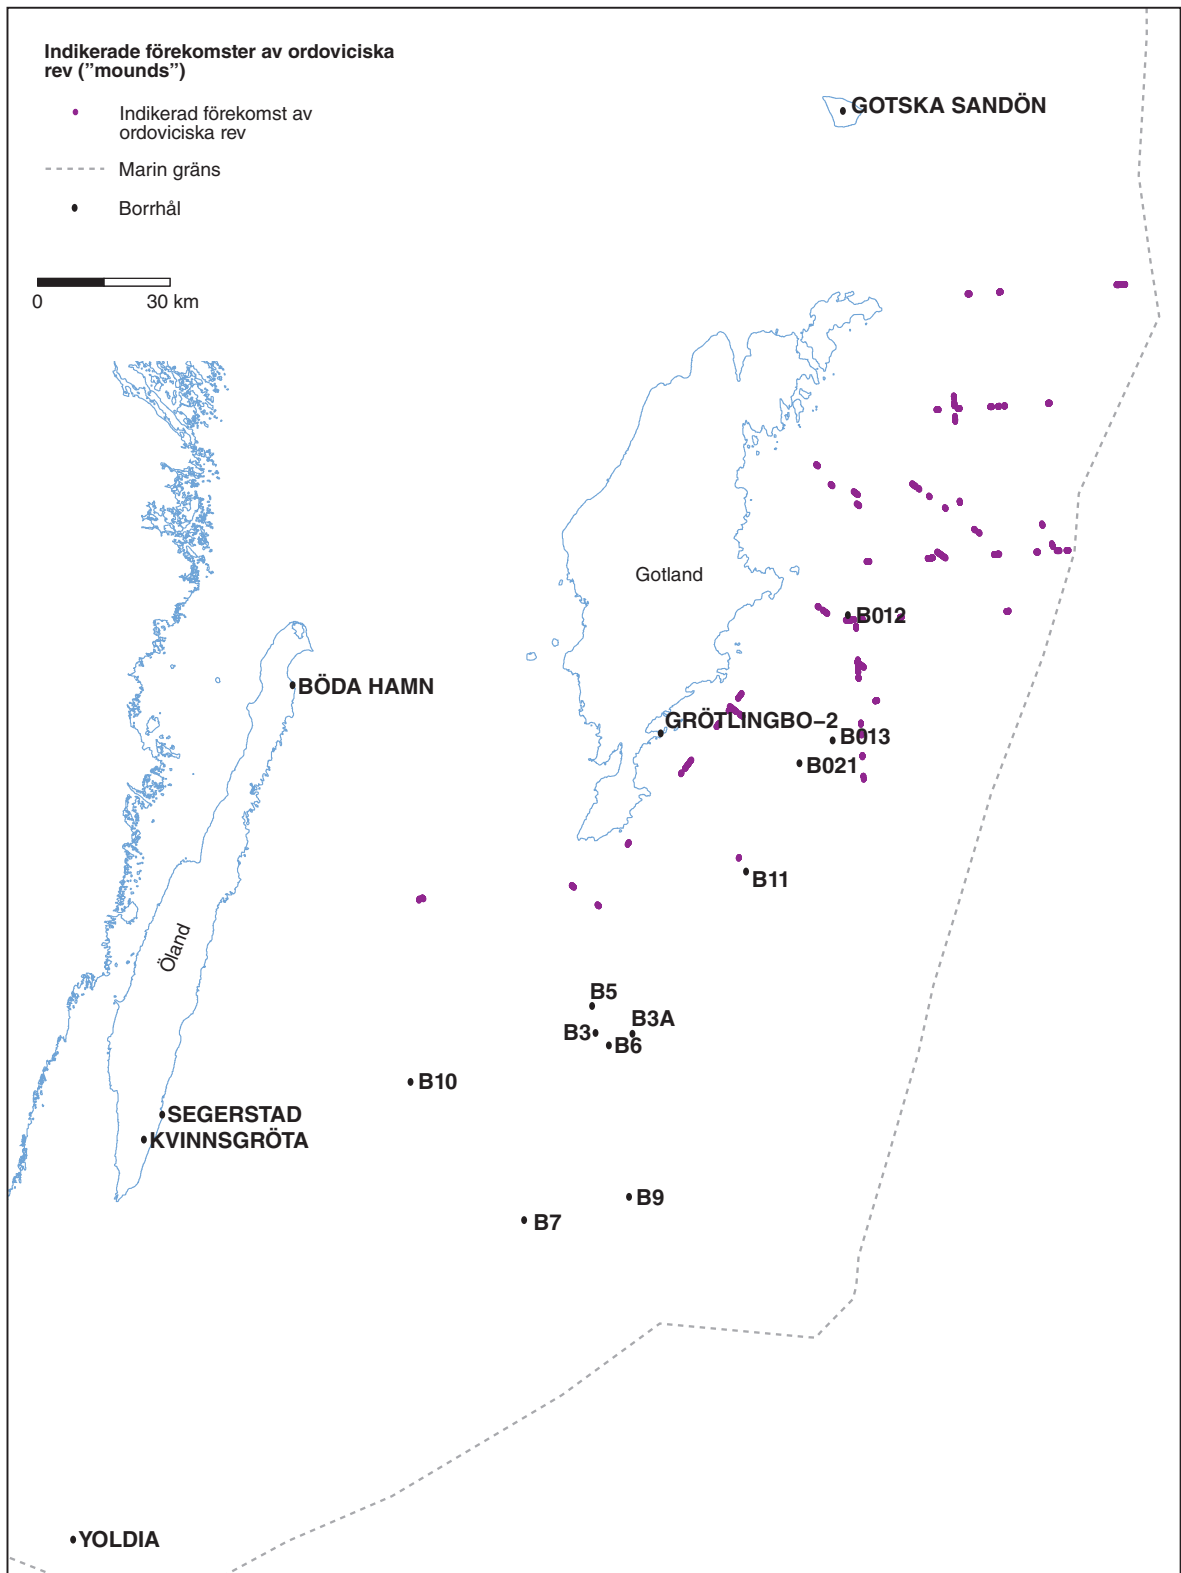 Indikerade förekomster av ordoviciska
rev (”mounds”)
Indikerad förekomst av
ordoviciska rev
Marin gräns
Borrhål
0 30 km
GOTSKA SANDÖN
Gotland
B012
BÖDA HAMN
GRÖTLINGBO–2
B013
B021
B11
Öland
B5
B3
B3A
B6
B10
SEGERSTAD
KVINNSGRÖTA
B9
B7
YOLDIA